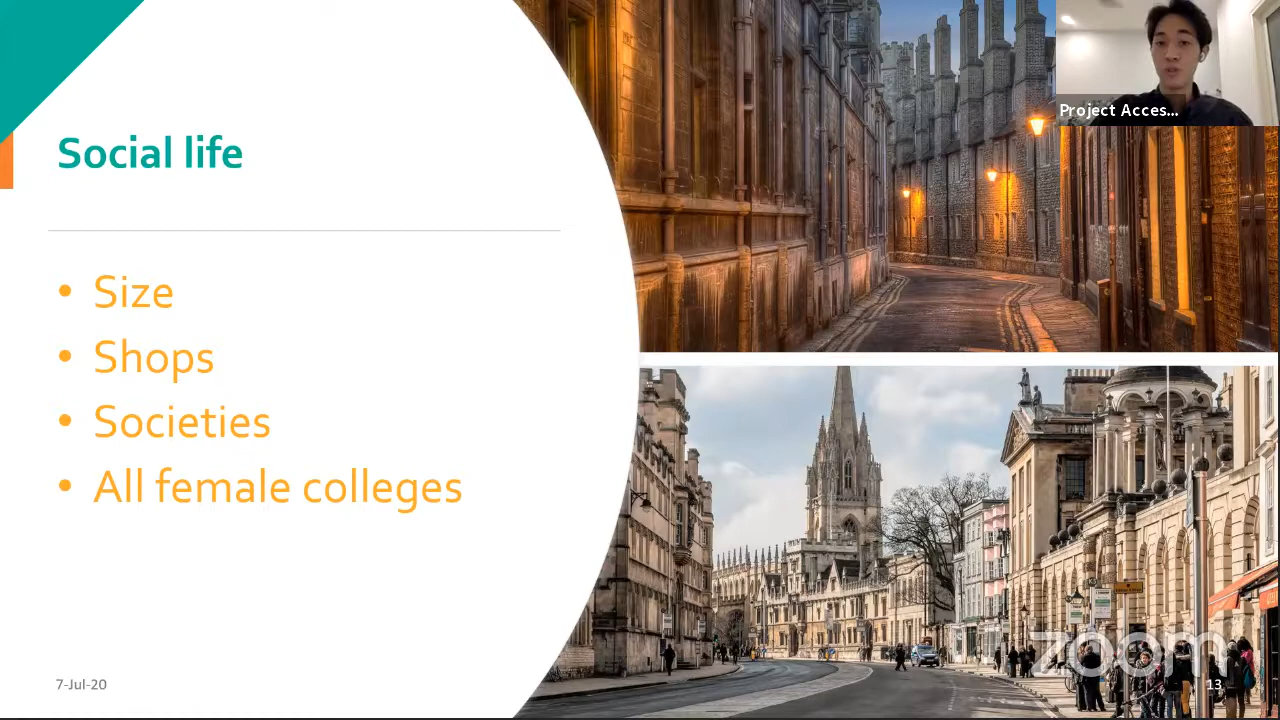 Project Acces...
Social life
• Size
• Shops
• Societies
• All female colleges
7-Jul-20
zoom
13